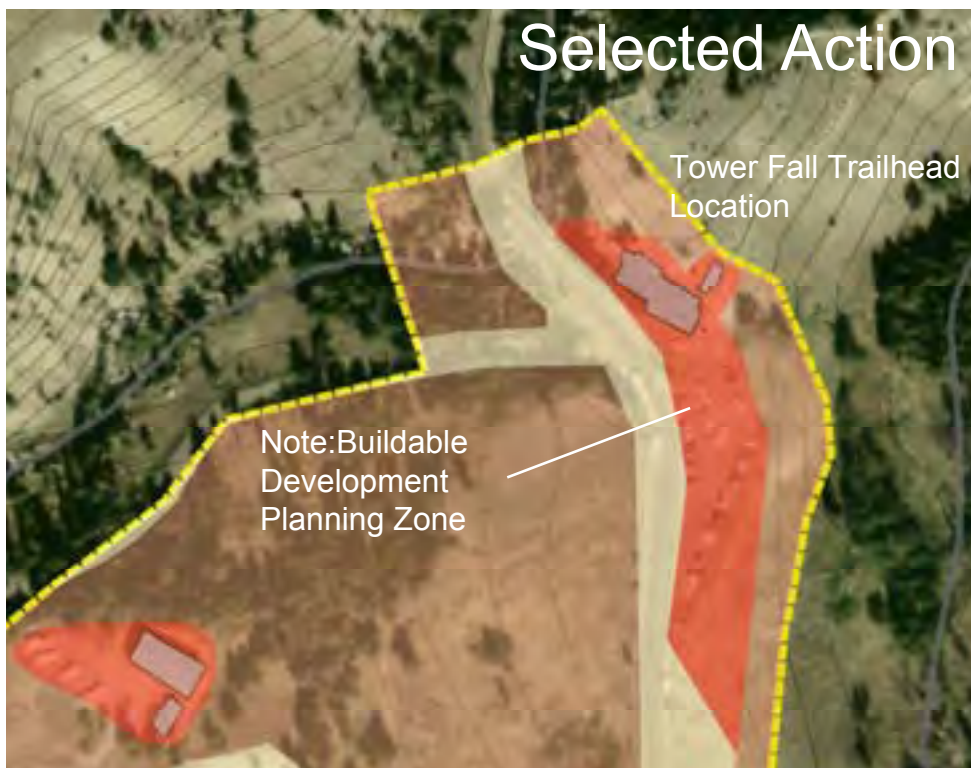 Selected Action
Tower Fall Trailhead
Location
Note:Buildable
Development
Planning Zone